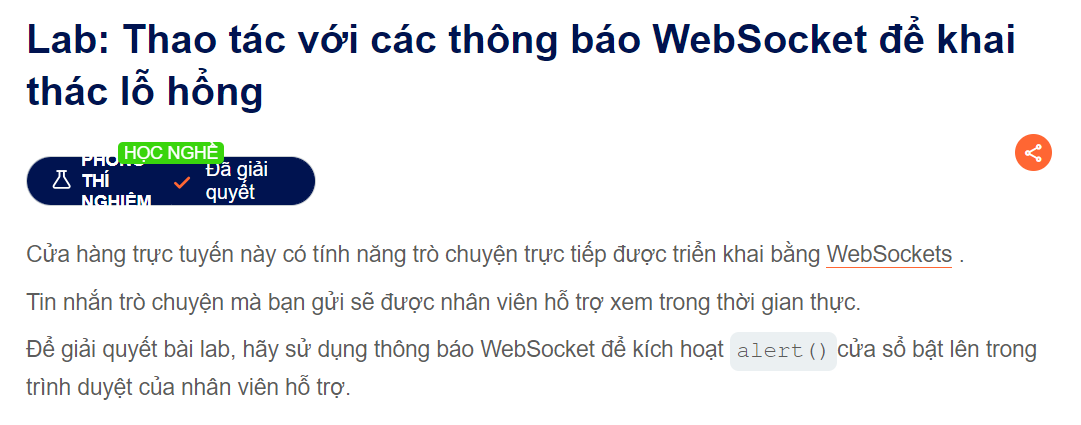 Lab: Thao tác với các thông báo WebSocket để khai
thác lỗ hổng
HỌC NGHỀ
PHÒNG
THÍ
NGHIỆM
Đã giải
quyết
Cửa hàng trực tuyến này có tính năng trò chuyện trực tiếp được triển khai bằng WebSockets .
Tin nhắn trò chuyện mà bạn gửi sẽ được nhân viên hỗ trợ xem trong thời gian thực.
Để giải quyết bài lab, hãy sử dụng thông báo WebSocket để kích hoạt alert() cửa sổ bật lên trong
trình duyệt của nhân viên hỗ trợ.